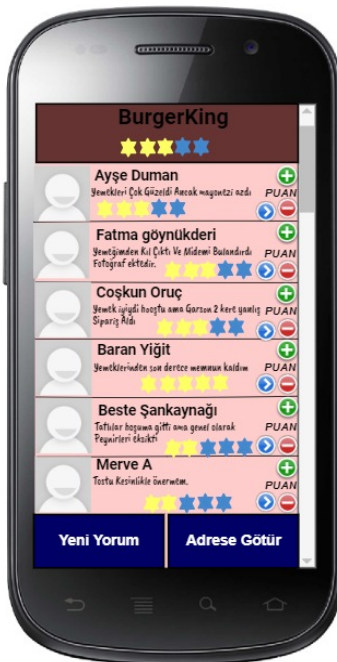 BurgerKing
Ayşe Duman
Yemekleri Çok Güzeldi Ancak mayonezi azdı
PUAN
Fatma göynükderi
Yemeğimden Kıl Çıktı Ve Midemi Bulandırdı
Fotoğraf ektedir.
PUAN
Coşkun Oruç
Yemek iyiydi hoştu ama Garson 2 kere yanlış
Sipariş Aldı
PUAN
Baran Yiğit
Yemeklerinden son derece memnun kaldım
PUAN
Beste Şankaynağı
Tatlılar hoşuma gitti ama genel olarak
Peynirleri eksikti
PUAN
Merve A
Tostu Kesinlikle önermem.
PUAN
Yeni Yorum
Adrese Götür